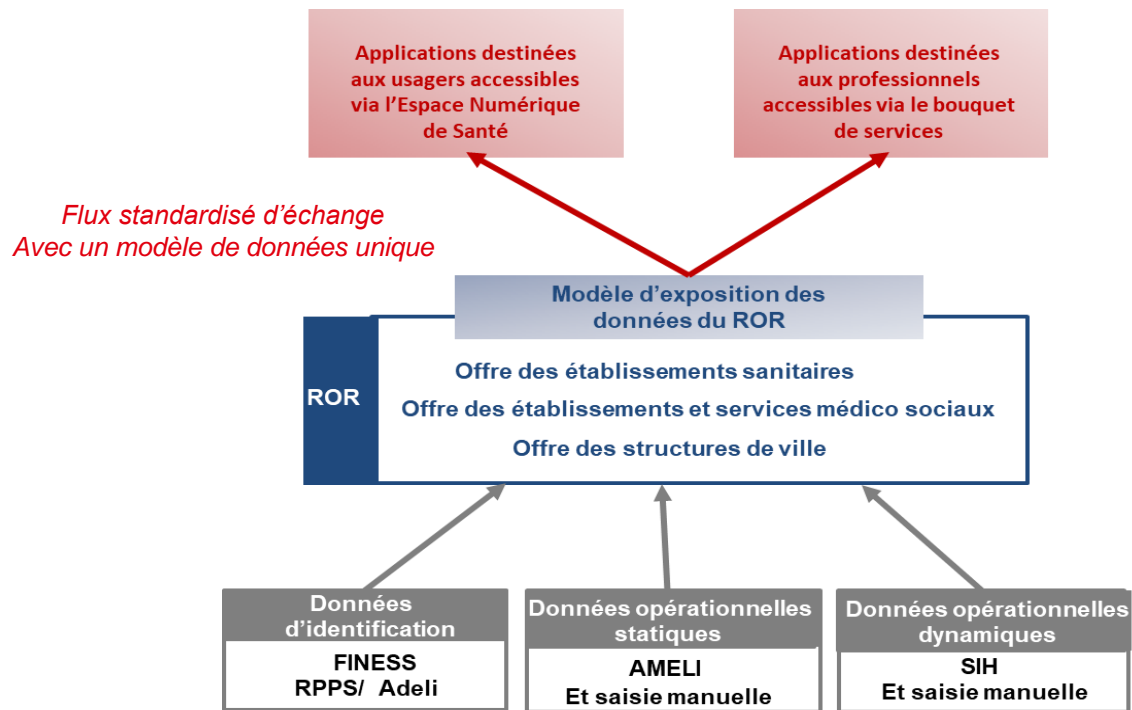 Applications destinées
aux usagers accessibles
via l'Espace Numérique
de Santé
Applications destinées
aux professionnels
accessibles via le bouquet
de services
Flux standardisé d'échange
Avec un modèle de données unique
Modèle d'exposition des
données du ROR
ROR
Offre des établissements sanitaires
Offre des établissements et services médico sociaux
Offre des structures de ville
Données
d'identification
FINESS
RPPS/ Adeli
Données opérationnelles
statiques
AMELI
Et saisie manuelle
Données opérationnelles
dynamiques
SIH
Et saisie manuelle